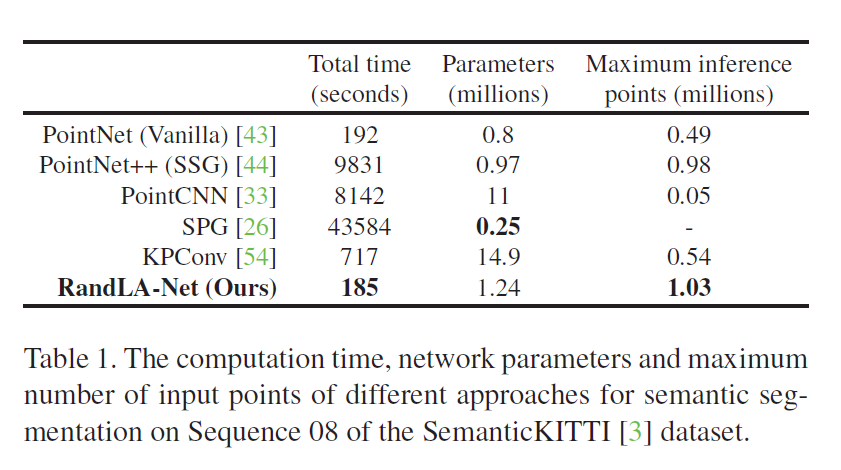 Total time Parameters Maximum inference
(seconds) (millions) points (millions)
PointNet (Vanilla) [43] 192 0.8 0.49
PointNet++ (SSG) [44] 9831 0.97 0.98
PointCNN [33] 8142 11 0.05
SPG [26] 43584 0.25 -
KPConv [54] 717 14.9 0.54
RandLA-Net (Ours) 185 1.24 1.03
Table 1. The computation time, network parameters and maximum
number of input points of different approaches for semantic seg-
mentation on Sequence 08 of the SemanticKITTI [3] dataset.